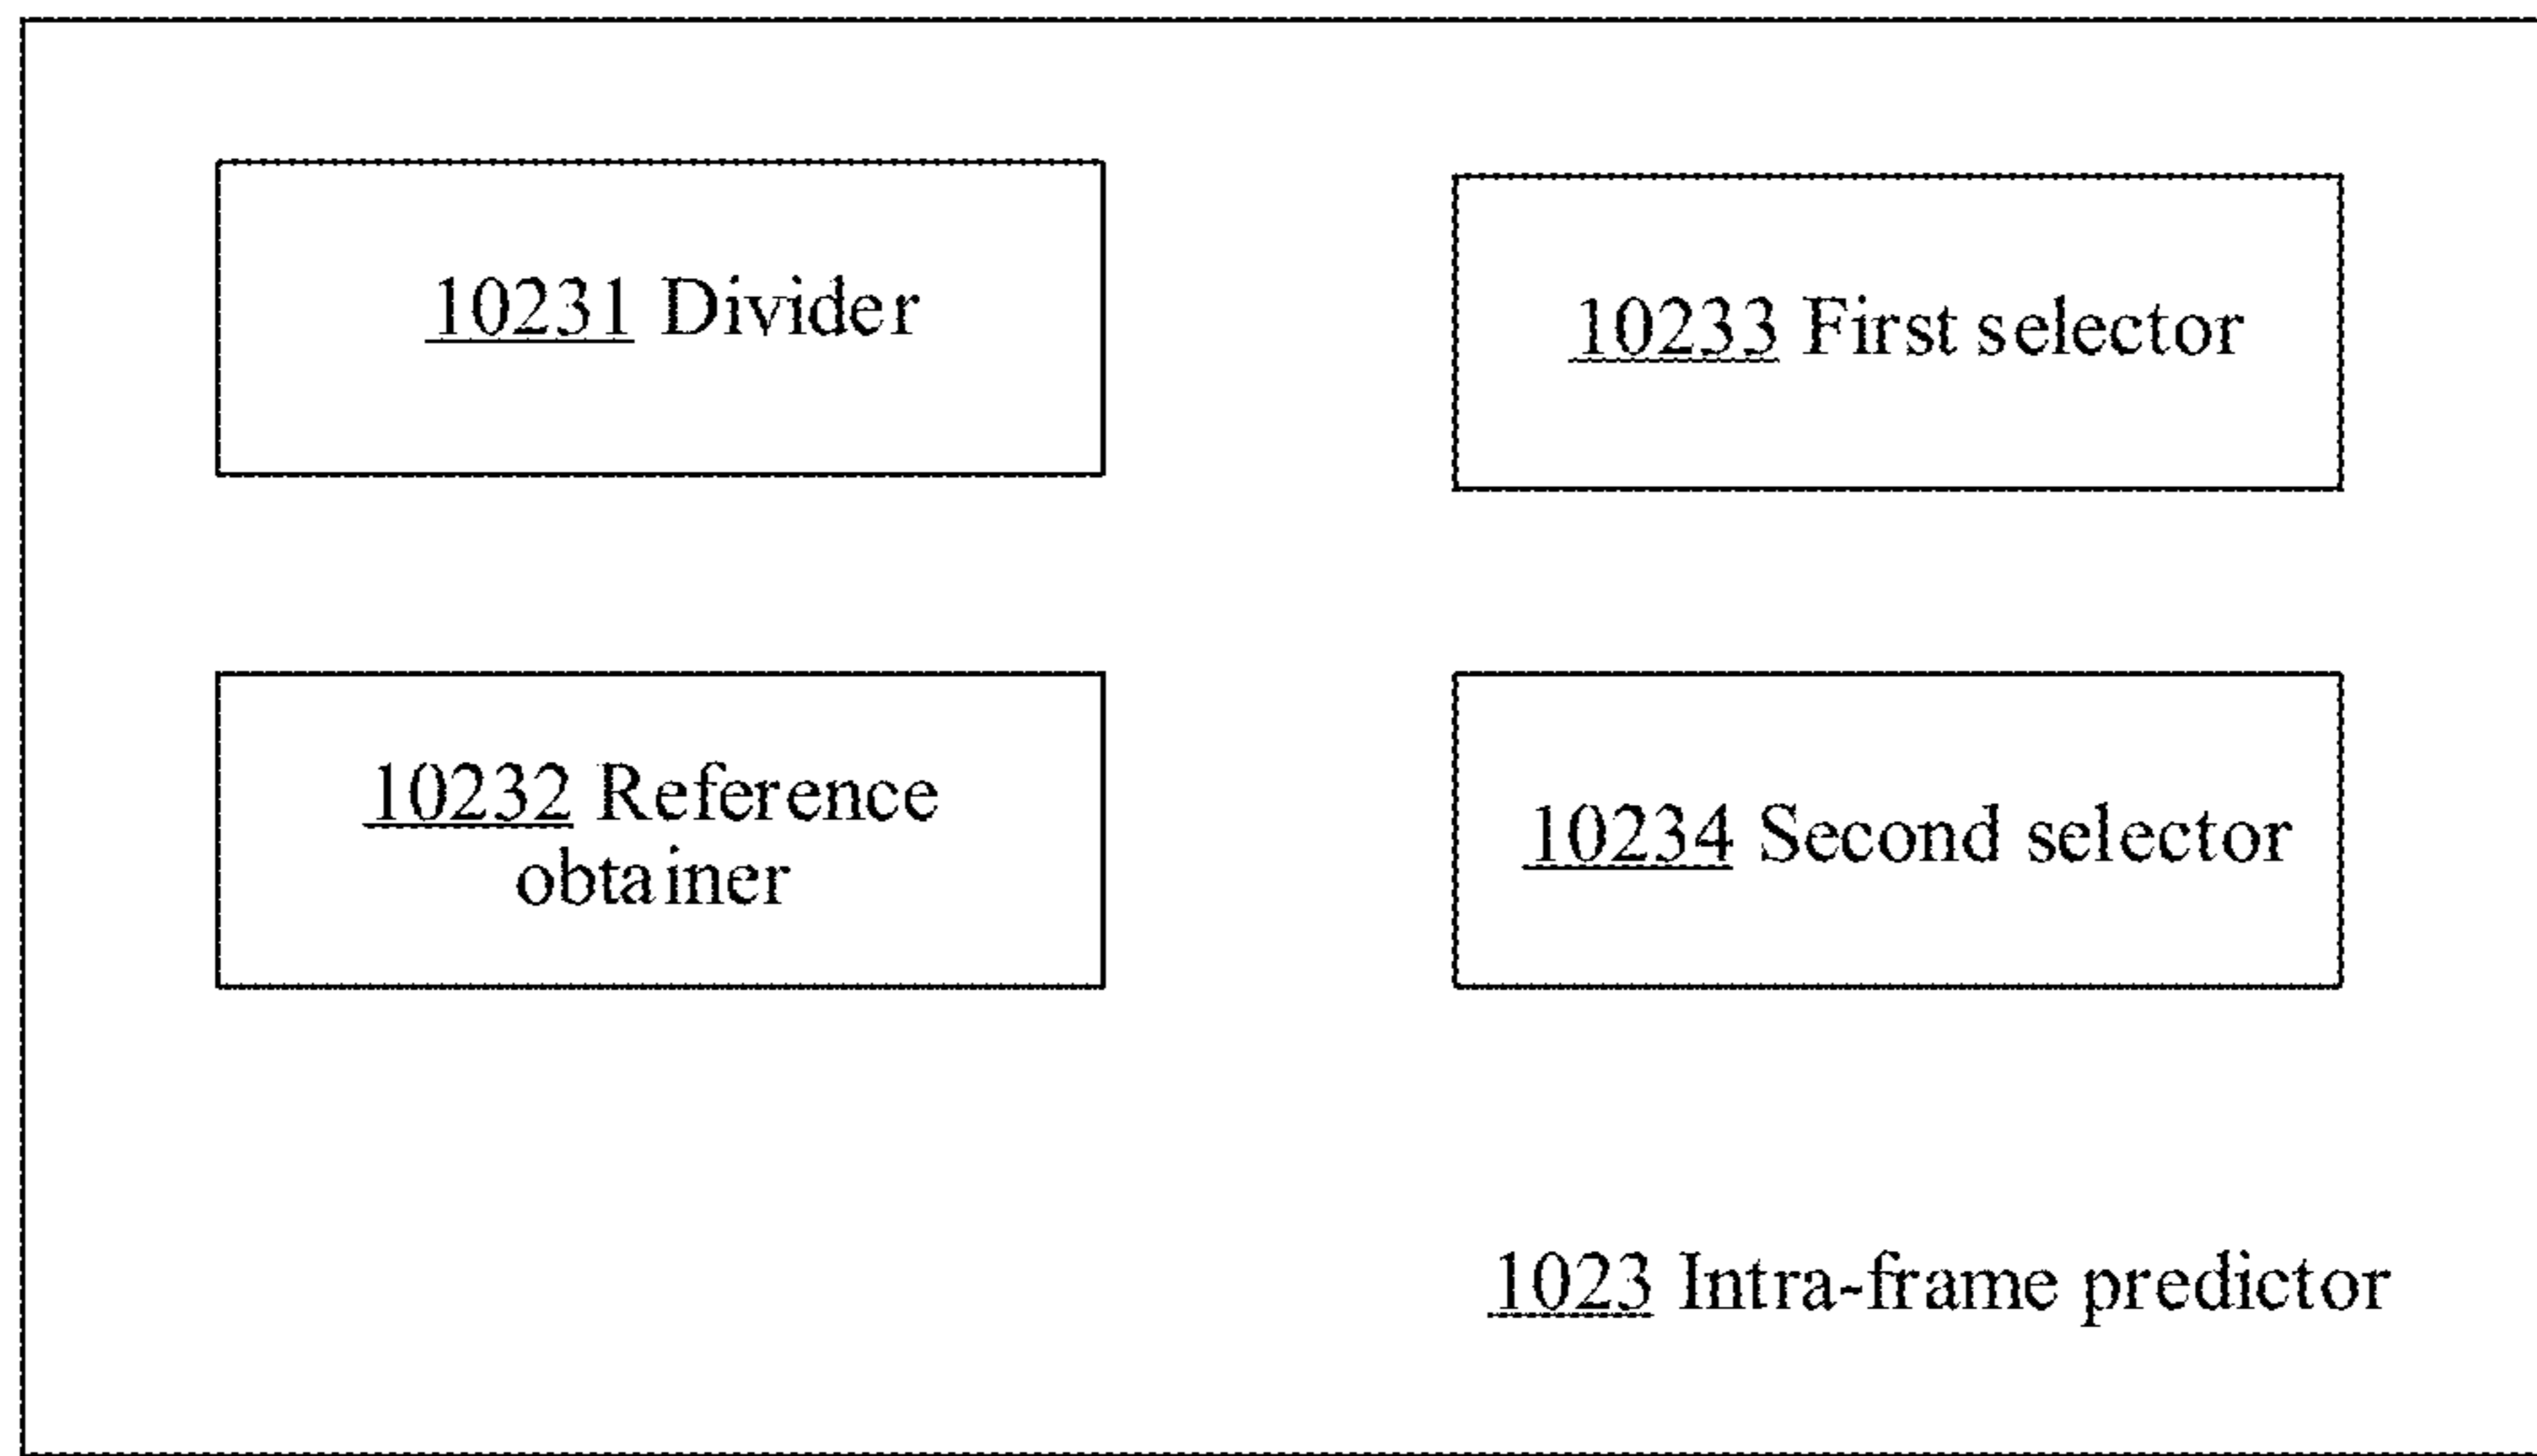 10231 Divider
10233 First selector
10232 Reference
obtainer
10234 Second selector
1023 Intra-frame predictor